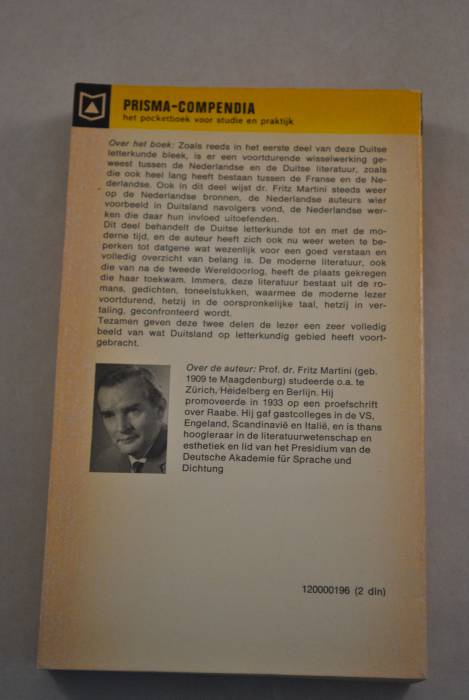 PRISMA-COMPENDIA
het pocketboek voor studie en praktijk
Over het boek: Zoals reeds in het eerste deel van deze Duitse
letterkunde bleek, is er een voortdurende wisselwerking ge-
weest tussen de Nederlandse en de Duitse literatuur, zoals
die ook heel lang heeft bestaan tussen de Franse en de Ne-
derlandse. Ook in dit deel wijst dr. Fritz Martini steeds weer
op de Nederlandse bronnen, de Nederlandse auteurs wier
voorbeeld in Duitsland navolgers vond, de Nederlandse wer-
ken die daar hun invloed uitoefenden.
Dit deel behandelt de Duitse letterkunde tot en met de mo-
derne tijd, en de auteur heeft zich ook nu weer weten te be-
perken tot datgene wat wezenlijk voor een goed verstaan en
volledig overzicht van belang is. De moderne literatuur, ook
die van na de tweede Wereldoorlog, heeft de plaats gekregen
die haar toekwam. Immers, deze literatuur bestaat uit de ro-
mans, gedichten, toneelstukken, waarmee de moderne lezer
voortdurend, hetzij in de oorspronkelijke taal, hetzij in ver-
taling, geconfronteerd wordt.
Tezamen geven deze twee delen de lezer een zeer volledig
beeld van wat Duitsland op letterkundig gebied heeft voort-
gebracht.
Over de auteur: Prof. dr. Fritz Martini (geb.
1909 te Maagdenburg) studeerde o.a. te
Zürich, Heidelberg en Berlijn. Hij
promoveerde in 1933 op een proefschrift
over Raabe. Hij gaf gastcolleges in de VS,
Engeland, Scandinavië en Italië, en is thans
hoogleraar in de literatuurwetenschap en
esthetiek en lid van het Presidium van de
Deutsche Akademie für Sprache und
Dichtung
120000196 (2 dln)